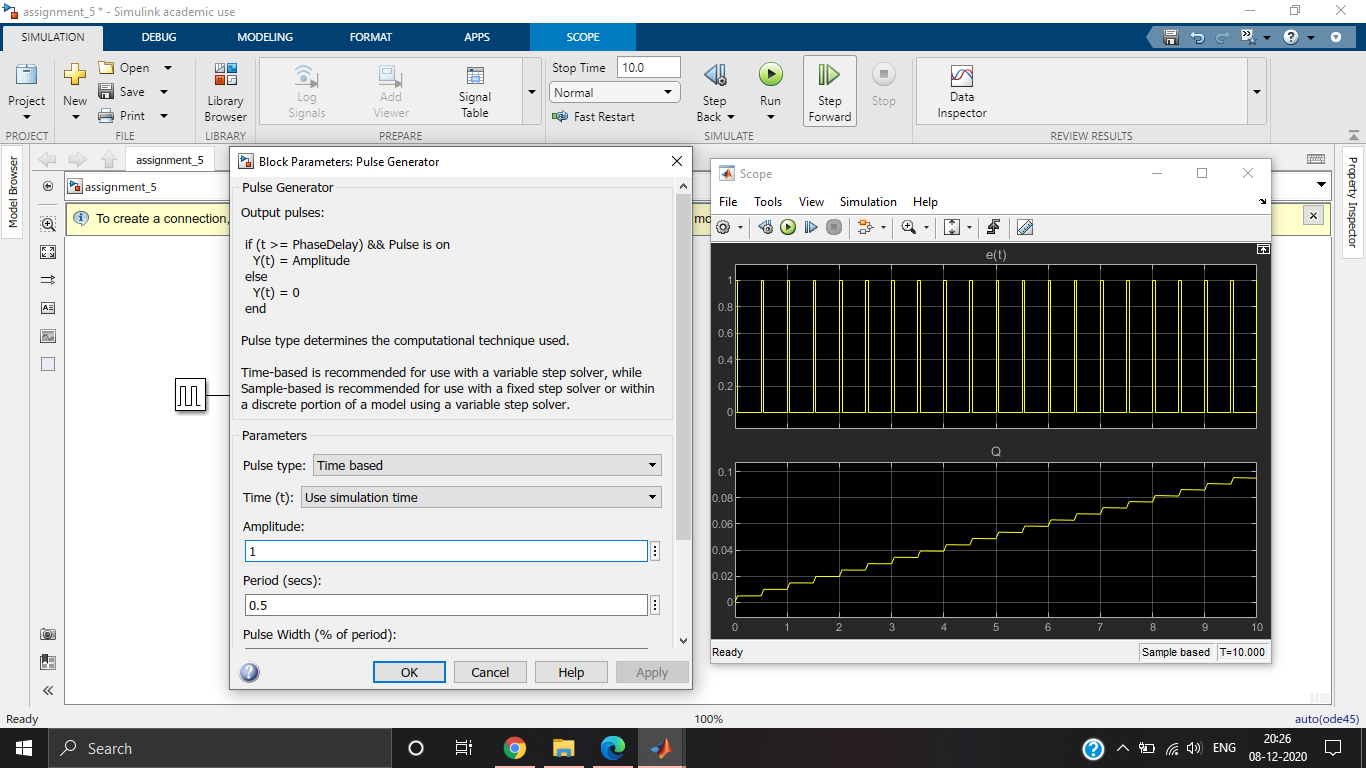 assignment_5 * - Simulink academic use
SIMULATION DEBUG MODELING FORMAT APPS SCOPE
Project
New
Open
Save
Print
Library Browser
Log Signals
Add Viewer
Signal Table
Stop Time 10.0
Normal
Fast Restart
Step Back
Run
Step Forward
Stop
Data Inspector
PROJECT FILE LIBRARY PREPARE SIMULATE REVIEW RESULTS
Model Browser
assignment_5
assignment_5
To create a connection,
Property Inspector
Block Parameters: Pulse Generator
Pulse Generator
Output pulses:
if (t >= PhaseDelay) && Pulse is on
Y(t) = Amplitude
else
Y(t) = 0
end
Pulse type determines the computational technique used.
Time-based is recommended for use with a variable step solver, while
Sample-based is recommended for use with a fixed step solver or within
a discrete portion of a model using a variable step solver.
Parameters
Pulse type: Time based
Time (t): Use simulation time
Amplitude:
1
Period (secs):
0.5
Pulse Width (% of period):
OK Cancel Help Apply
Scope
File Tools View Simulation Help
e(t)
1
0.8
0.6
0.4
0.2
0
Q
0.1
0.08
0.06
0.04
0.02
0
0 1 2 3 4 5 6 7 8 9 10
Ready Sample based T=10.000
Ready 100% auto(ode45)
Search
ENG
20:26
08-12-2020